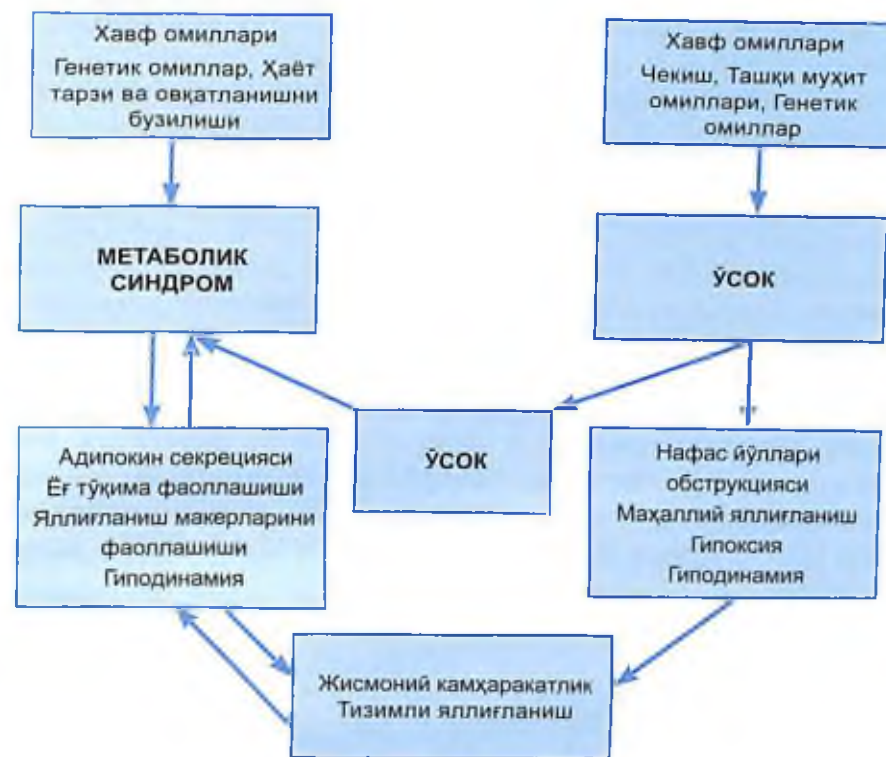 Хавф омиллари
Генетик омиллар, Ҳаёт
тарзи ва овқатланишни
бузилиши
Хавф омиллари
Чекиш, Ташқи муҳит
омиллари, Генетик
омиллар
МЕТАБОЛИК
СИНДРОМ
ЎСОК
ЎСОК
Адипокин секрецияси
Ёғ тўқима фаоллашиши
Яллиғланиш макерларини
фаоллашиши
Гиподинамия
Нафас йўллари
обструкцияси
Маҳаллий яллиғланиш
Гипоксия
Гиподинамия
Жисмоний камҳаракатлик
Тизимли яллиғланиш